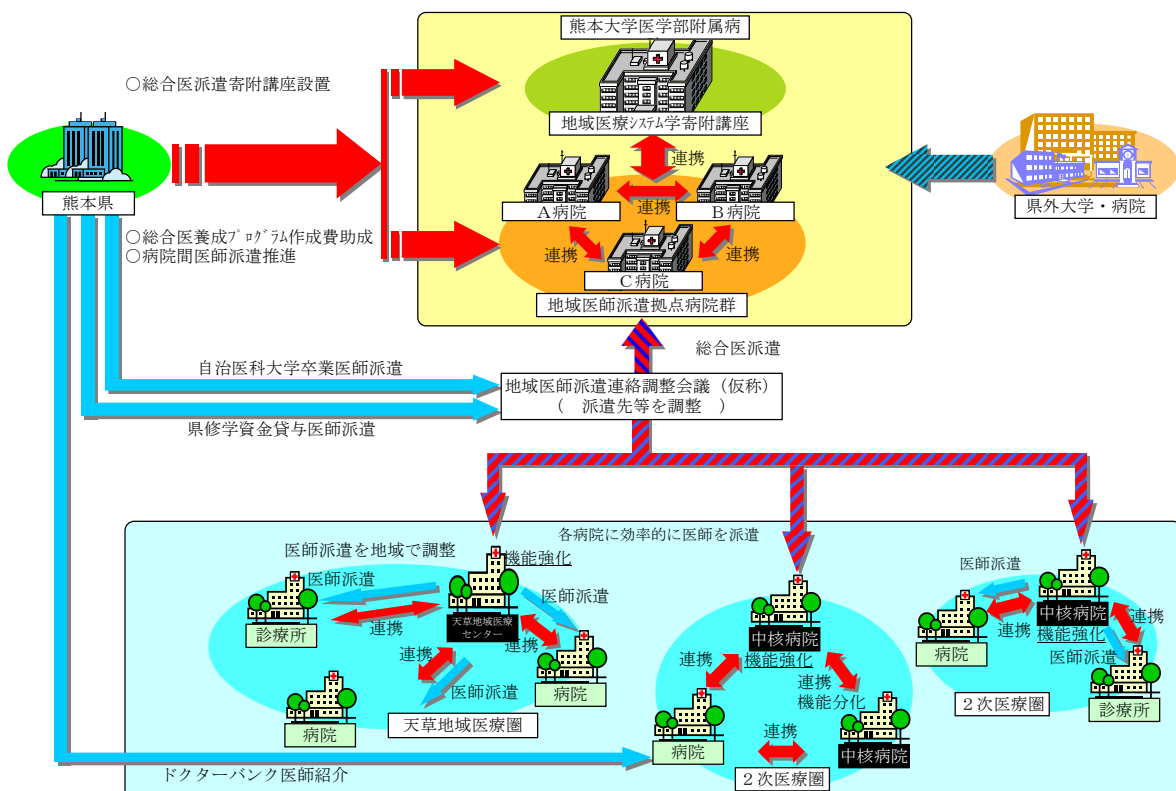 熊本大学医学部附属病
○総合医派遣寄附講座設置
地域医療ｼｽﾃﾑ学寄附講座
連携
熊本県
A病院
連携
B病院
県外大学・病院
○総合医養成ﾌﾟﾛｸﾞﾗﾑ作成費助成
○病院間医師派遣推進
連携
連携
C病院
地域医師派遣拠点病院群
総合医派遣
自治医科大学卒業医師派遣
地域医師派遣連絡調整会議（仮称）
（　派遣先等を調整　）
県修学資金貸与医師派遣
各病院に効率的に医師を派遣
医師派遣を地域で調整
機能強化
医師派遣
医師派遣
天草地域医療
センター
診療所
連携
連携
連携
医師派遣
病院
病院
天草地域医療圏
中核病院
機能強化
連携
連携
機能分化
病院
連携
中核病院
２次医療圏
医師派遣
中核病院
機能強化
連携
連携
医師派遣
病院
診療所
２次医療圏
ドクターバンク医師紹介